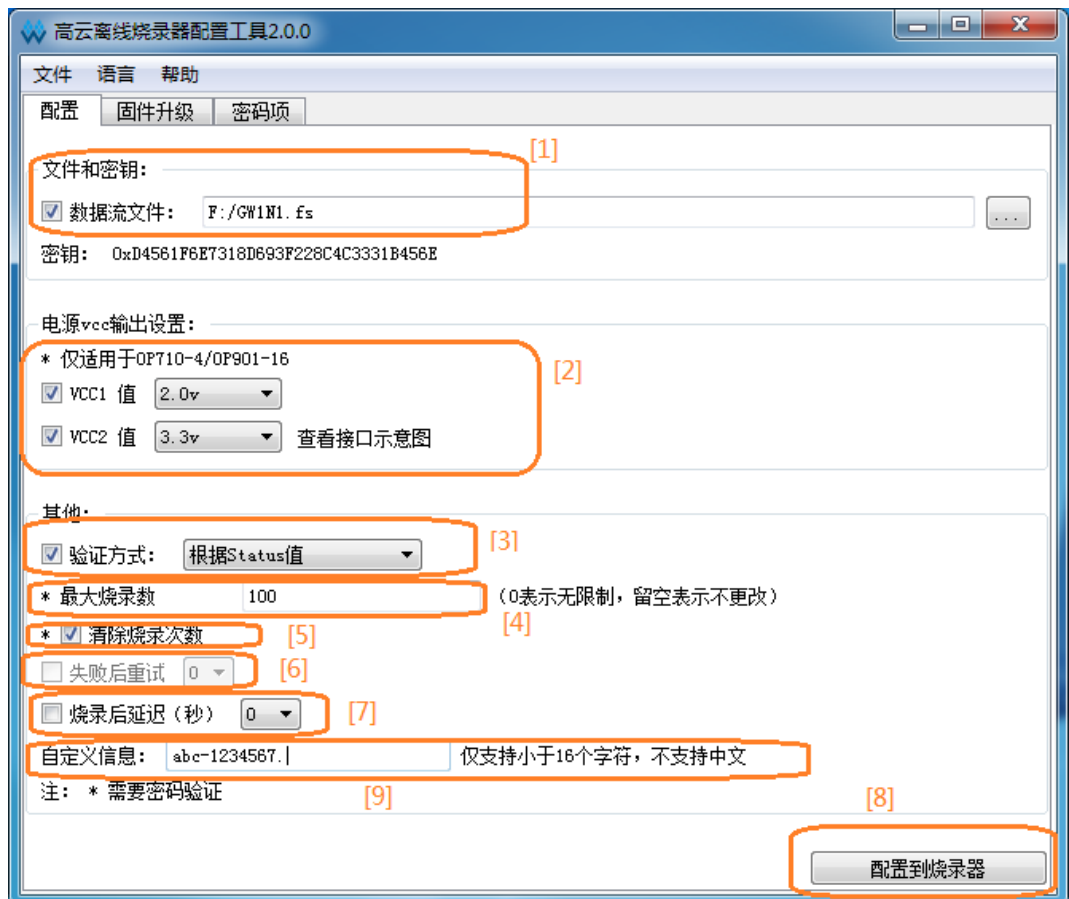 高云离线烧录器配置工具2.0.0
文件 语言 帮助
配置 固件升级 密码项
[1]
文件和密钥:
数据流文件: F:/GW1N1.fs ...
密钥: 0xD4561F6E7318D693F228C4C3331B456E
电源vcc输出设置:
* 仅适用于OP710-4/OP901-16
[2]
VCC1 值 2.0v
VCC2 值 3.3v 查看接口示意图
其他:
[3]
验证方式: 根据Status值
* 最大烧录数 100 (0表示无限制，留空表示不更改)
[4]
* 清除烧录次数 [5]
失败后重试 0 [6]
烧录后延迟（秒） 0 [7]
自定义信息: abc-1234567. 仅支持小于16个字符，不支持中文
注: * 需要密码验证 [9]
[8]
配置到烧录器